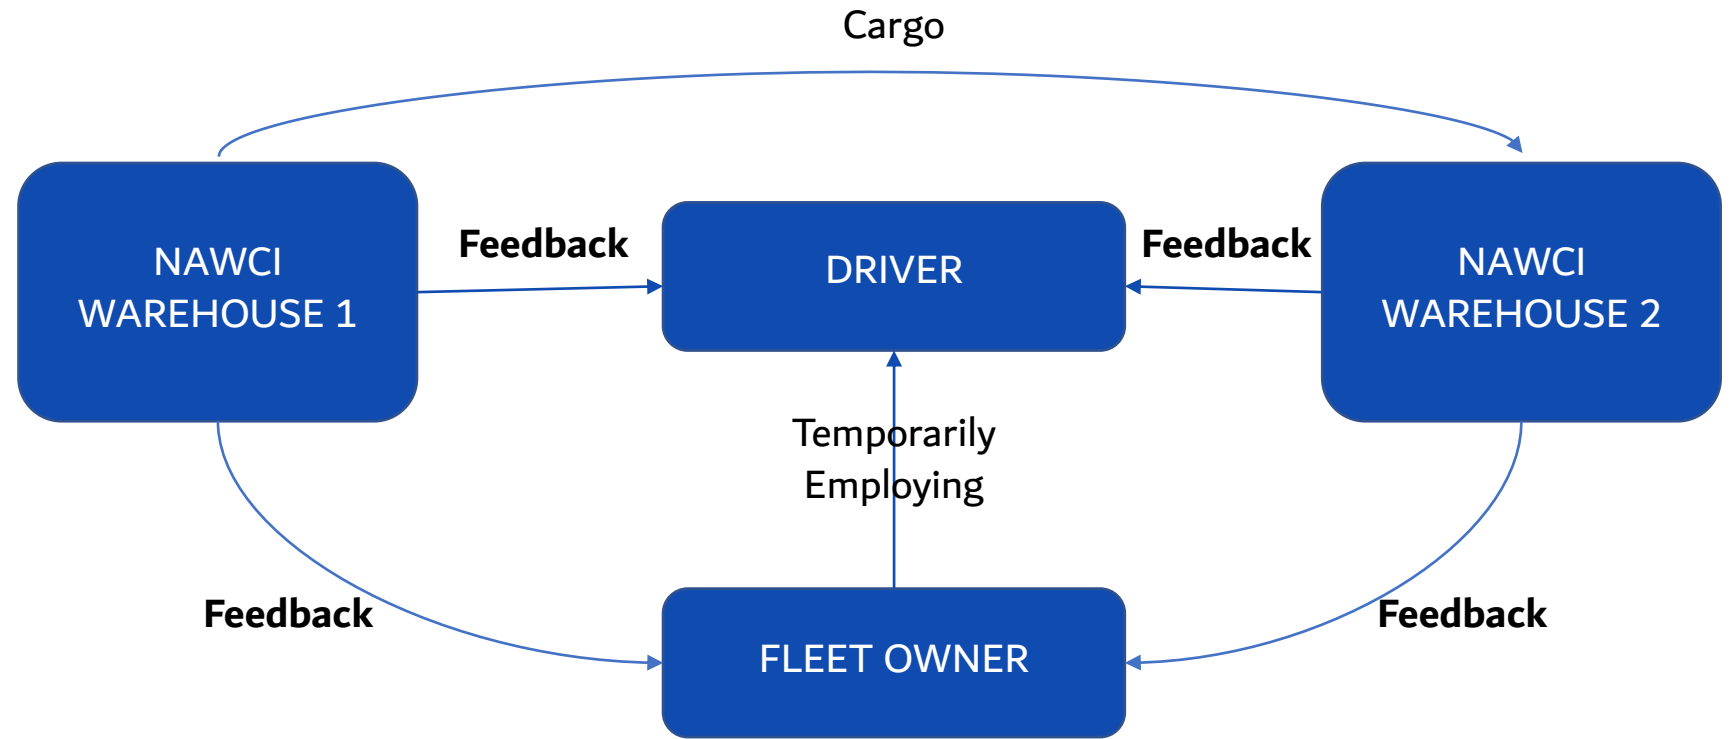 Cargo
NAWCI
WAREHOUSE 1
Feedback
DRIVER
Feedback
NAWCI
WAREHOUSE 2
Temporarily
Employing
Feedback
FLEET OWNER
Feedback